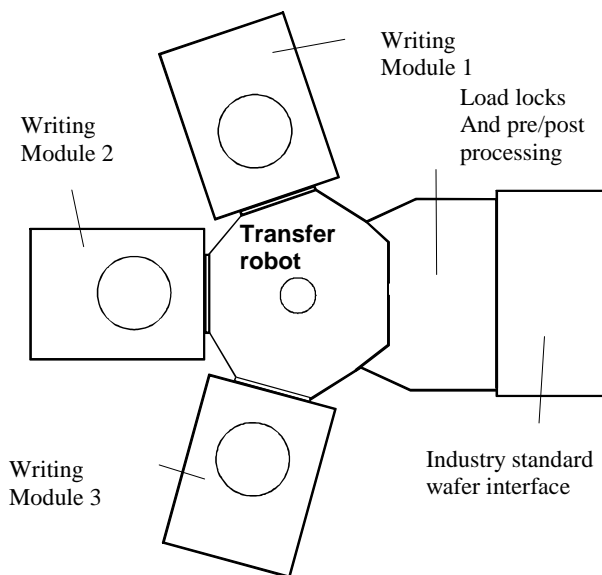 Writing
Module 1
Load locks
And pre/post
processing
Writing
Module 2
Transfer
robot
Writing
Module 3
Industry standard
wafer interface